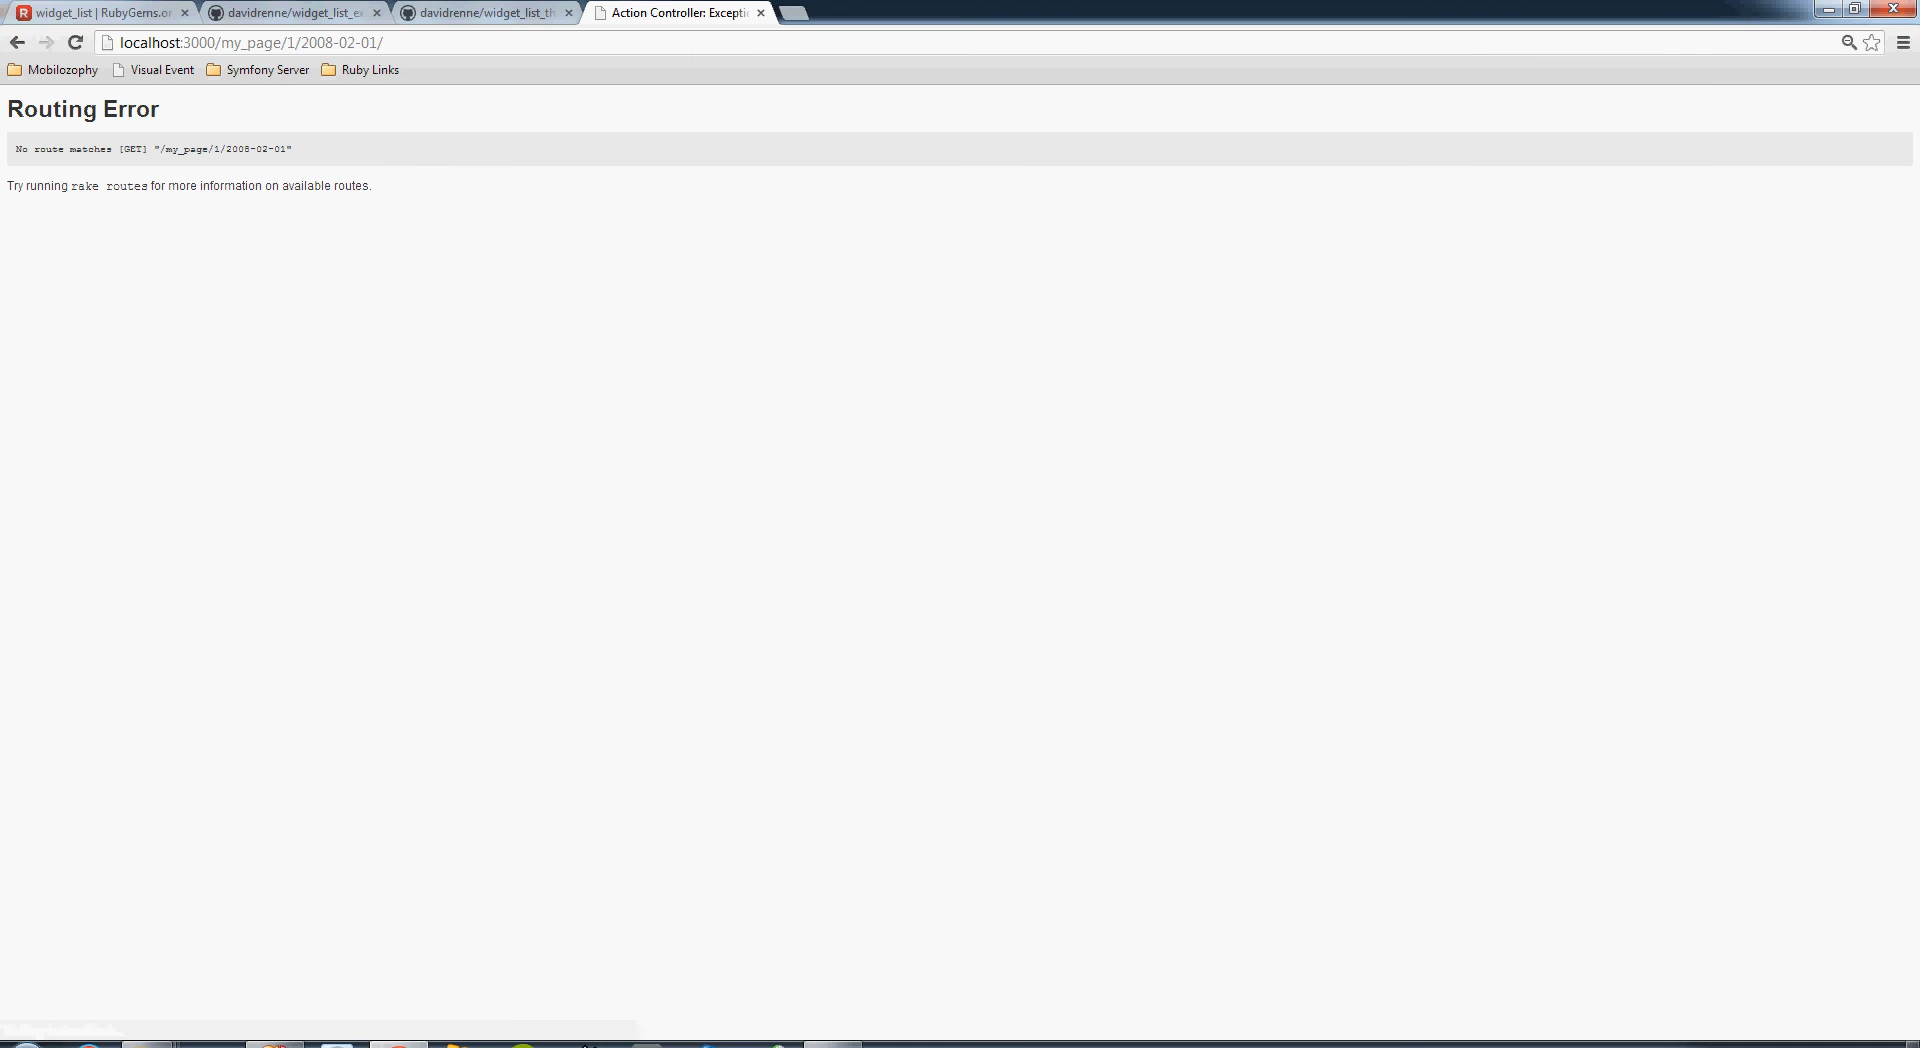 widget_list | RubyGems.or
davidrenne/widget_list_ex
davidrenne/widget_list_th
Action Controller: Excepti
localhost:3000/my_page/1/2008-02-01/
Mobilozophy
Visual Event
Symfony Server
Ruby Links
Routing Error
No route matches [GET] "/my_page/1/2008-02-01"
Try running rake routes for more information on available routes.